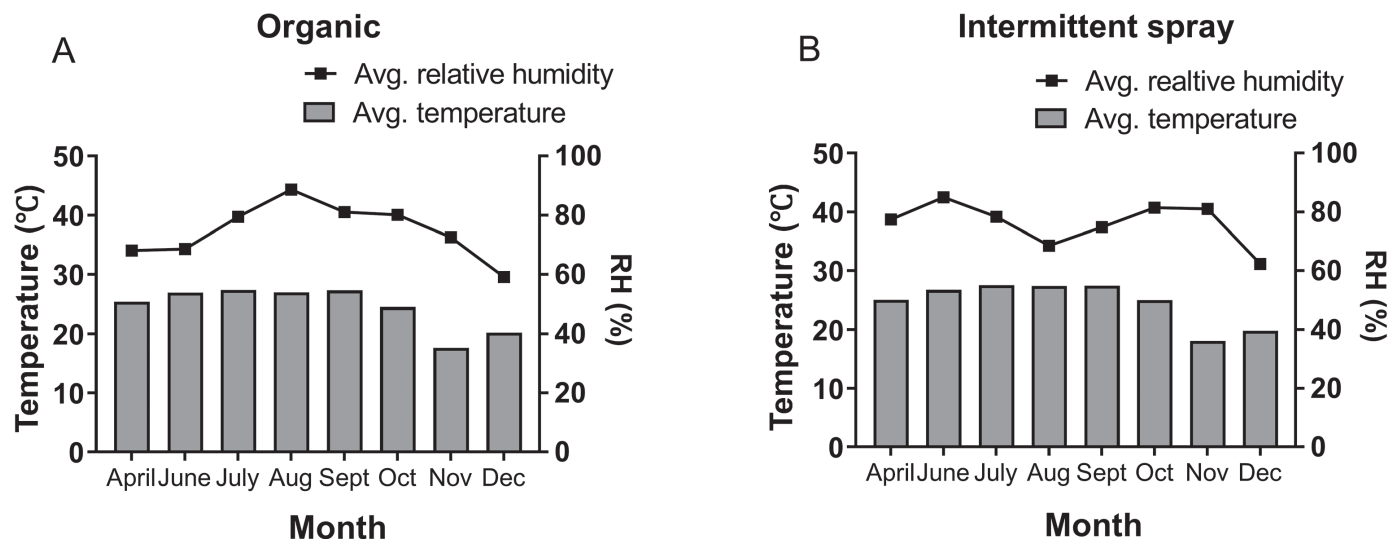 Organic
A
Avg. relative humidity
Avg. temperature
50
40
30
20
10
0
Temperature (°C)
100
80
60
40
20
0
RH (%)
April June July Aug Sept Oct Nov Dec
Month
Intermittent spray
B
Avg. realtive humidity
Avg. temperature
50
40
30
20
10
0
Temperature (°C)
100
80
60
40
20
0
RH (%)
April June July Aug Sept Oct Nov Dec
Month